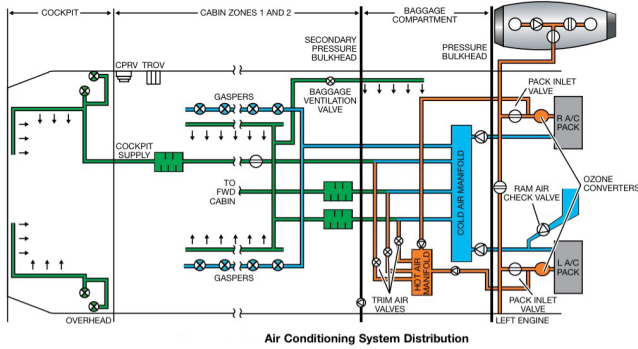 COCKPIT
CABIN ZONES 1 AND 2
BAGGAGE
COMPARTMENT
SECONDARY
PRESSURE
BULKHEAD
PRESSURE
BULKHEAD
CPRV
TROV
GASPERS
BAGGAGE
VENTILATION
VALVE
PACK INLET
VALVE
R A/C
PACK
COCKPIT
SUPPLY
TO
FWD
CABIN
COLD AIR MANIFOLD
OZONE
CONVERTERS
RAM AIR
CHECK VALVE
HOT AIR
MANIFOLD
L A/C
PACK
GASPERS
TRIM AIR
VALVES
PACK INLET
VALVE
OVERHEAD
LEFT ENGINE
Air Conditioning System Distribution